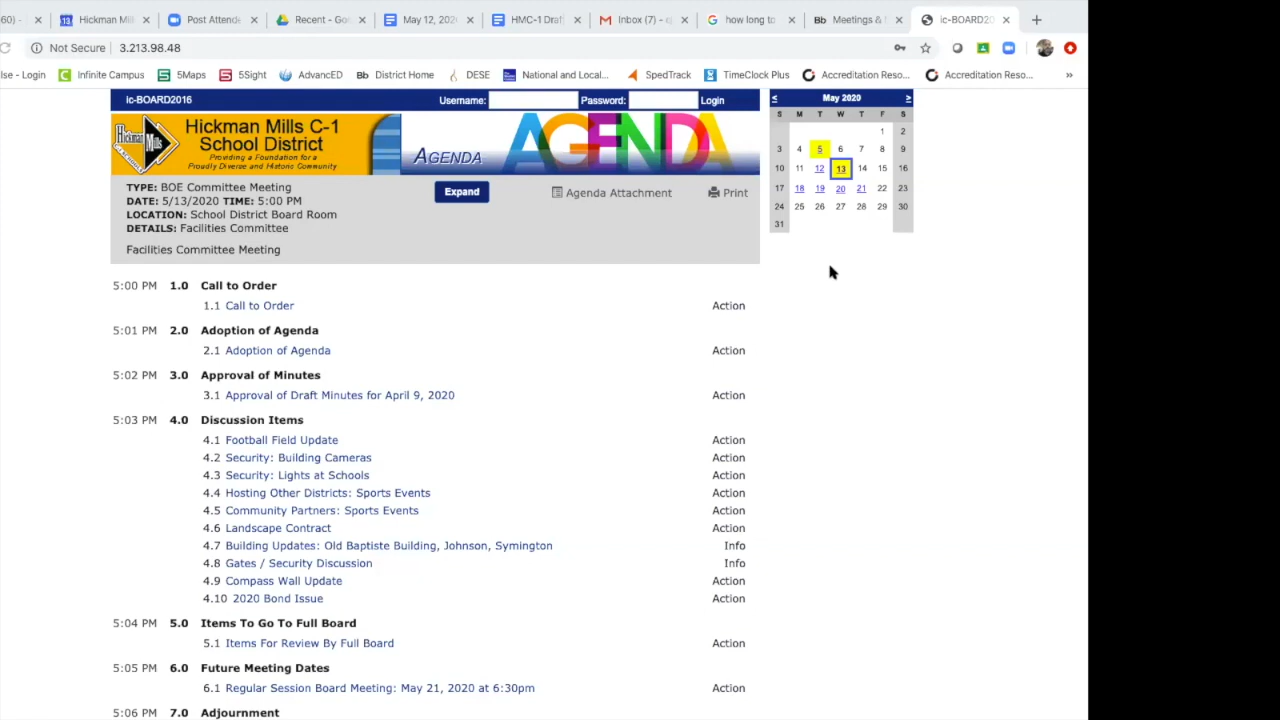 60) -
Hickman Mill
Post Attende
Recent - Goo
May 12, 202
HMC-1 Draf
Inbox (7) - e
how long to
Meetings & N
ic-BOARD20
Not Secure | 3.213.98.48
lse - Login
Infinite Campus
5Maps
5Sight
AdvancED
Bb District Home
DESE
National and Local...
SpedTrack
TimeClock Plus
Accreditation Reso...
Accreditation Reso...
»
ic-BOARD2016
Username:
Password:
Login
Hickman Mills
Hickman Mills C-1
School District
Providing a Foundation for a
Proudly Diverse and Historic Community
AGENDA
AGENDA
TYPE: BOE Committee Meeting
DATE: 5/13/2020 TIME: 5:00 PM
LOCATION: School District Board Room
DETAILS: Facilities Committee
Facilities Committee Meeting
Expand
Agenda Attachment
Print
< May 2020 >
S M T W T F S
1 2
3 4 5 6 7 8 9
10 11 12 13 14 15 16
17 18 19 20 21 22 23
24 25 26 27 28 29 30
31
5:00 PM 1.0 Call to Order
1.1 Call to Order Action
5:01 PM 2.0 Adoption of Agenda
2.1 Adoption of Agenda Action
5:02 PM 3.0 Approval of Minutes
3.1 Approval of Draft Minutes for April 9, 2020 Action
5:03 PM 4.0 Discussion Items
4.1 Football Field Update Action
4.2 Security: Building Cameras Action
4.3 Security: Lights at Schools Action
4.4 Hosting Other Districts: Sports Events Action
4.5 Community Partners: Sports Events Action
4.6 Landscape Contract Action
4.7 Building Updates: Old Baptiste Building, Johnson, Symington Info
4.8 Gates / Security Discussion Info
4.9 Compass Wall Update Action
4.10 2020 Bond Issue Action
5:04 PM 5.0 Items To Go To Full Board
5.1 Items For Review By Full Board Action
5:05 PM 6.0 Future Meeting Dates
6.1 Regular Session Board Meeting: May 21, 2020 at 6:30pm Action
5:06 PM 7.0 Adjournment